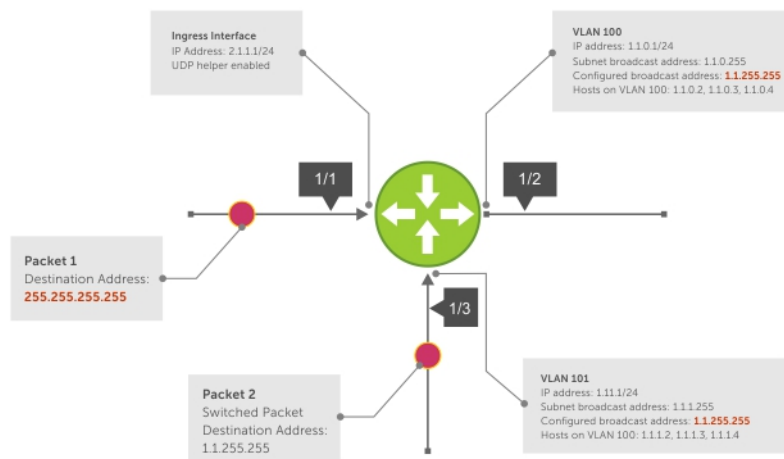 Ingress Interface
IP Address: 2.1.1.1/24
UDP helper enabled
VLAN 100
IP address: 1.1.0.1/24
Subnet broadcast address: 1.1.0.255
Configured broadcast address: 1.1.255.255
Hosts on VLAN 100: 1.1.0.2, 1.1.0.3, 1.1.0.4
1/1
1/2
Packet 1
Destination Address:
255.255.255.255
1/3
Packet 2
Switched Packet
Destination Address:
1.1.255.255
VLAN 101
IP address: 1.11.1/24
Subnet broadcast address: 1.1.1.255
Configured broadcast address: 1.1.255.255
Hosts on VLAN 100: 1.1.1.2, 1.1.1.3, 1.1.1.4